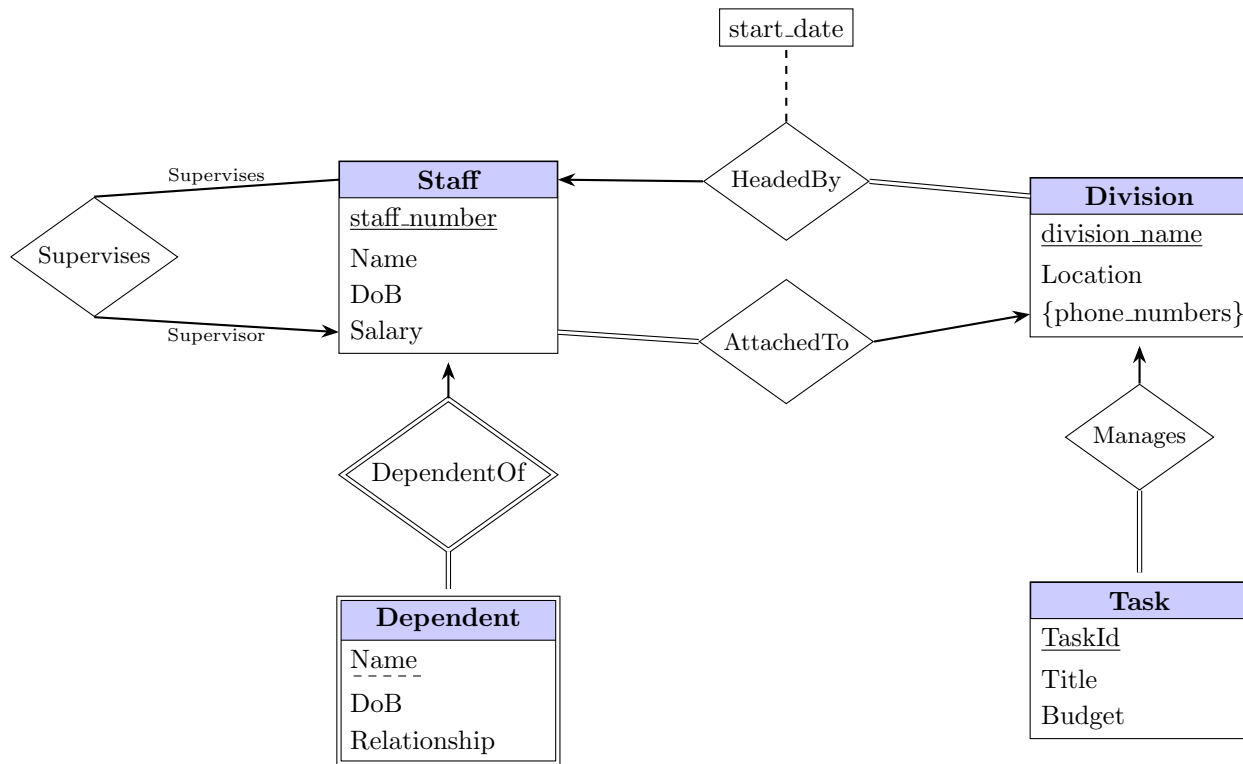 start_date
Supervises
Staff
HeadedBy
Division
staff_number
division_name
Supervises
Name
Location
DoB
{phone_numbers}
Supervisor
Salary
AttachedTo
Manages
DependentOf
Task
Dependent
TaskId
Name
Title
DoB
Budget
Relationship